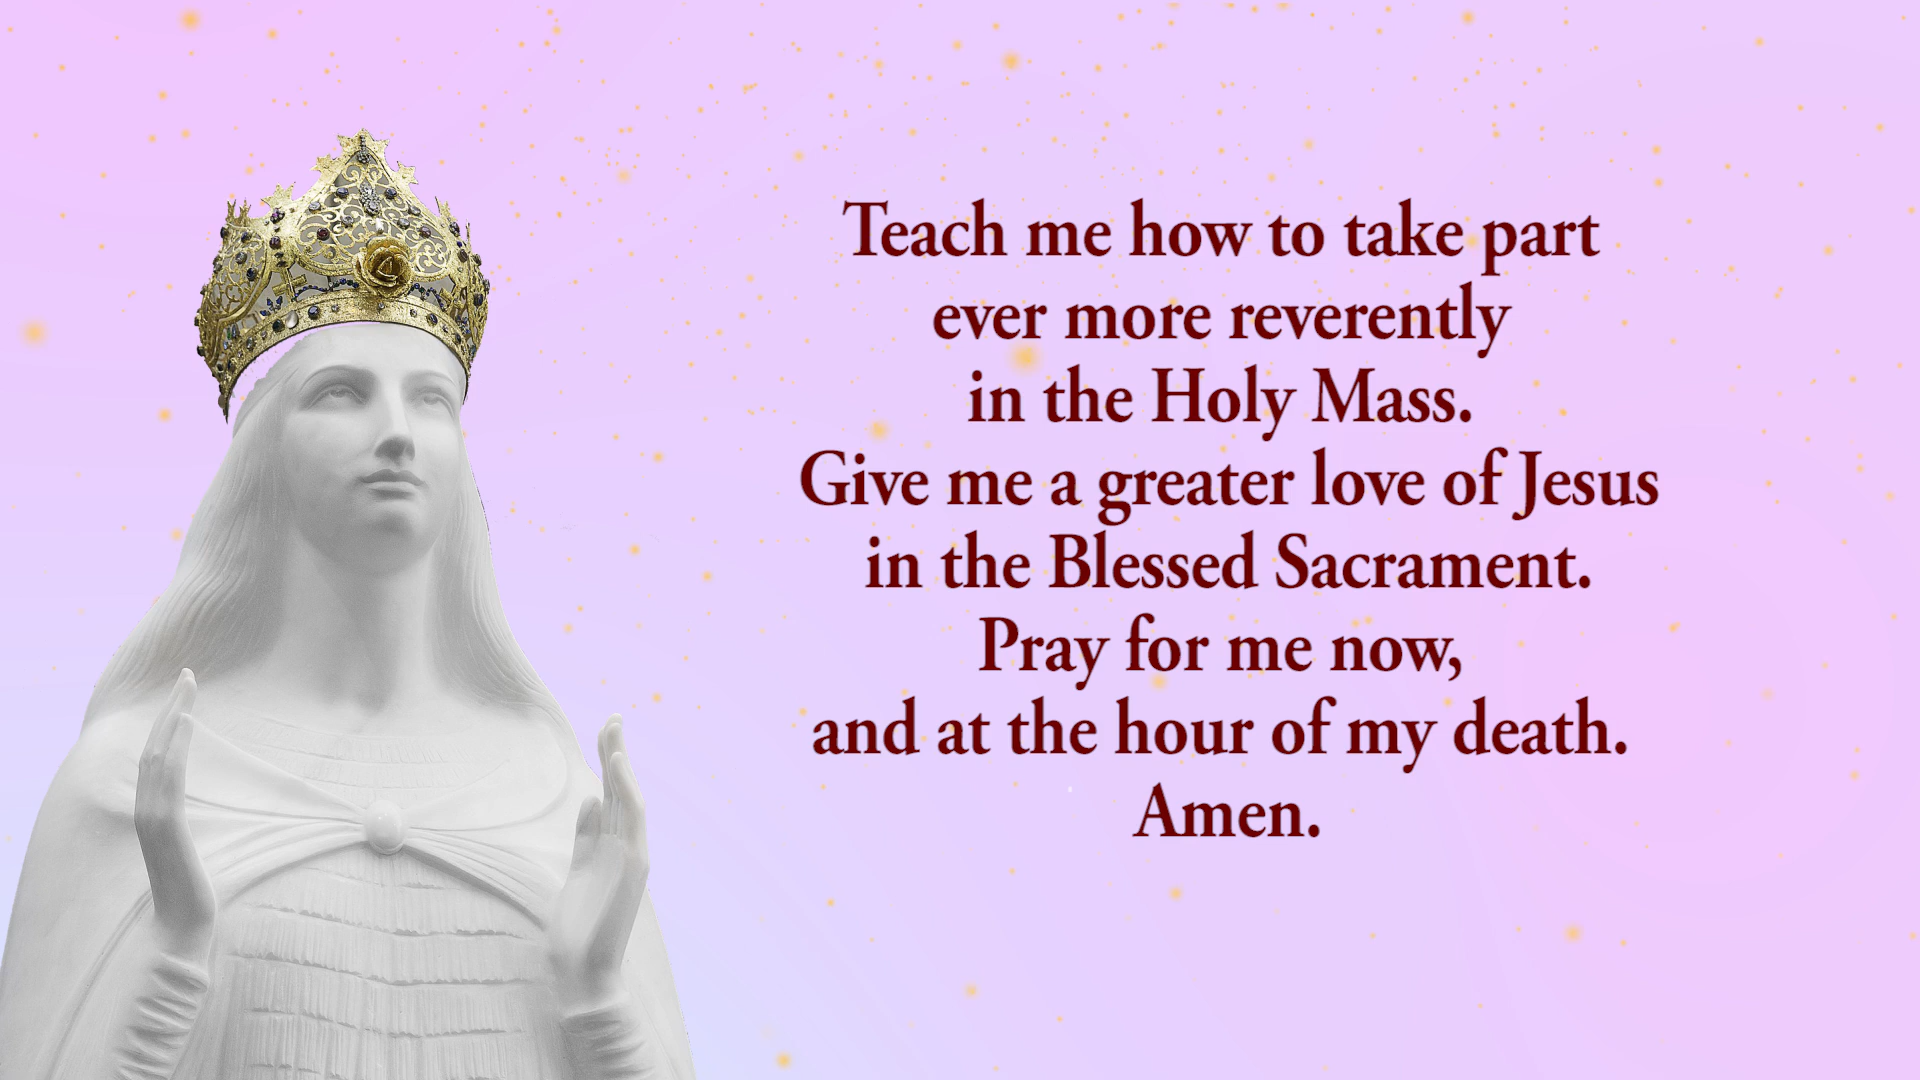 Teach me how to take part
ever more reverently
in the Holy Mass.
Give me a greater love of Jesus
in the Blessed Sacrament.
Pray for me now,
and at the hour of my death.
Amen.